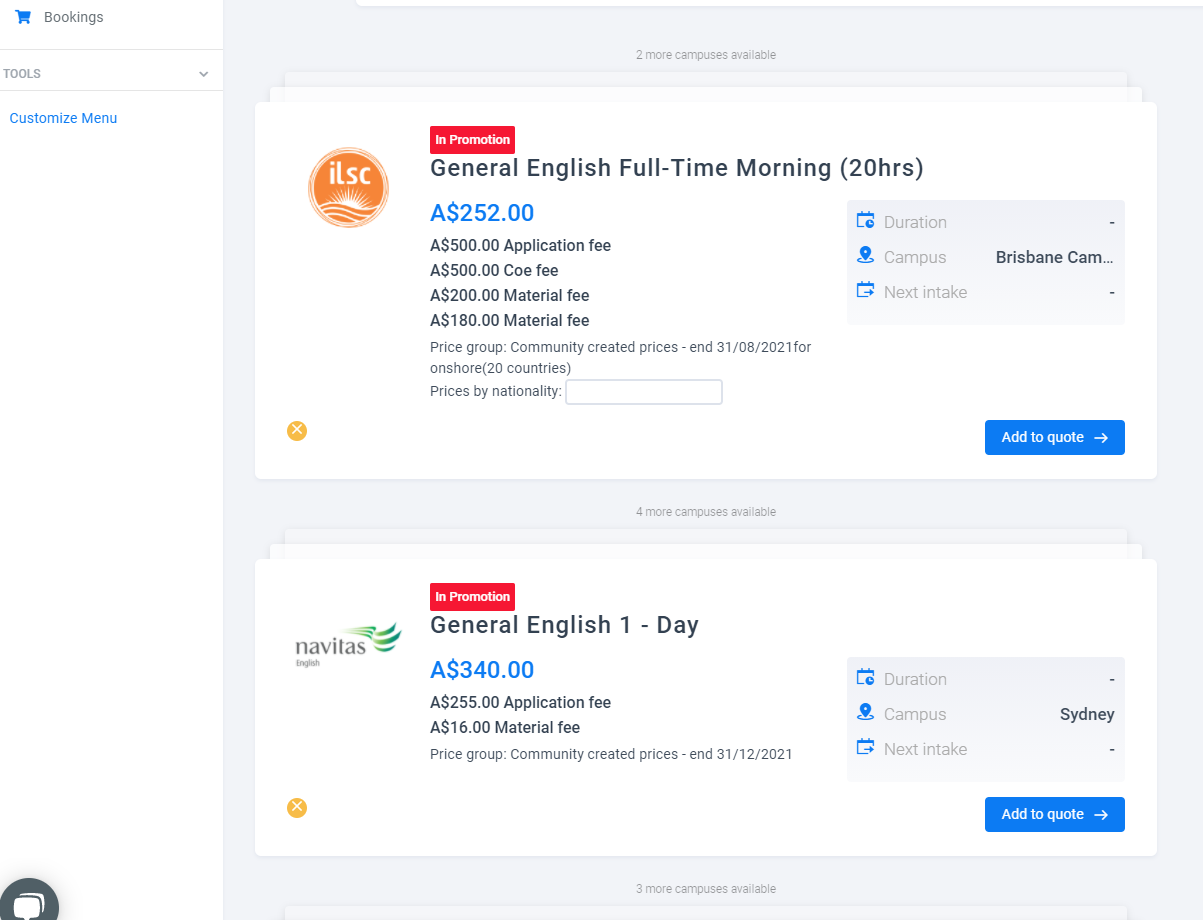 Bookings
TOOLS
Customize Menu
2 more campuses available
In Promotion
ilsc
General English Full-Time Morning (20hrs)
A$252.00
A$500.00 Application fee
A$500.00 Coe fee
A$200.00 Material fee
A$180.00 Material fee
Price group: Community created prices - end 31/08/2021for
onshore(20 countries)
Prices by nationality:
Duration -
Campus Brisbane Cam...
Next intake -
Add to quote
4 more campuses available
In Promotion
navitas
English
General English 1 - Day
A$340.00
A$255.00 Application fee
A$16.00 Material fee
Price group: Community created prices - end 31/12/2021
Duration -
Campus Sydney
Next intake -
Add to quote
3 more campuses available